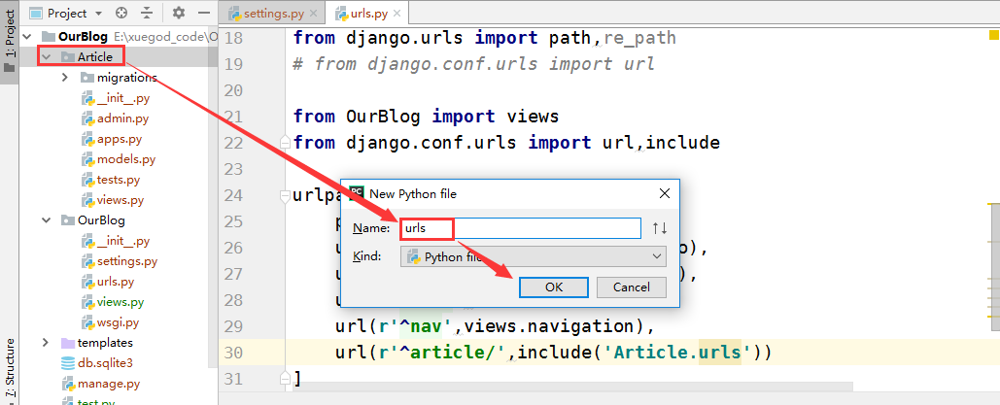 1: Project
7: Structure
Project
OurBlog E:\xuegod_code\O
Article
migrations
__init__.py
admin.py
apps.py
models.py
tests.py
views.py
OurBlog
__init__.py
settings.py
urls.py
views.py
wsgi.py
templates
db.sqlite3
manage.py
test.py
settings.py
urls.py
18 from django.urls import path,re_path
19 # from django.conf.urls import url
20
21 from OurBlog import views
22 from django.conf.urls import url,include
23
24 urlpa
25 p
26 u o),
27 u ),
28 u
29 url(r'^nav',views.navigation),
30 url(r'^article/',include('Article.urls'))
31 ]
PC New Python file
Name: urls
Kind: Python file
OK Cancel